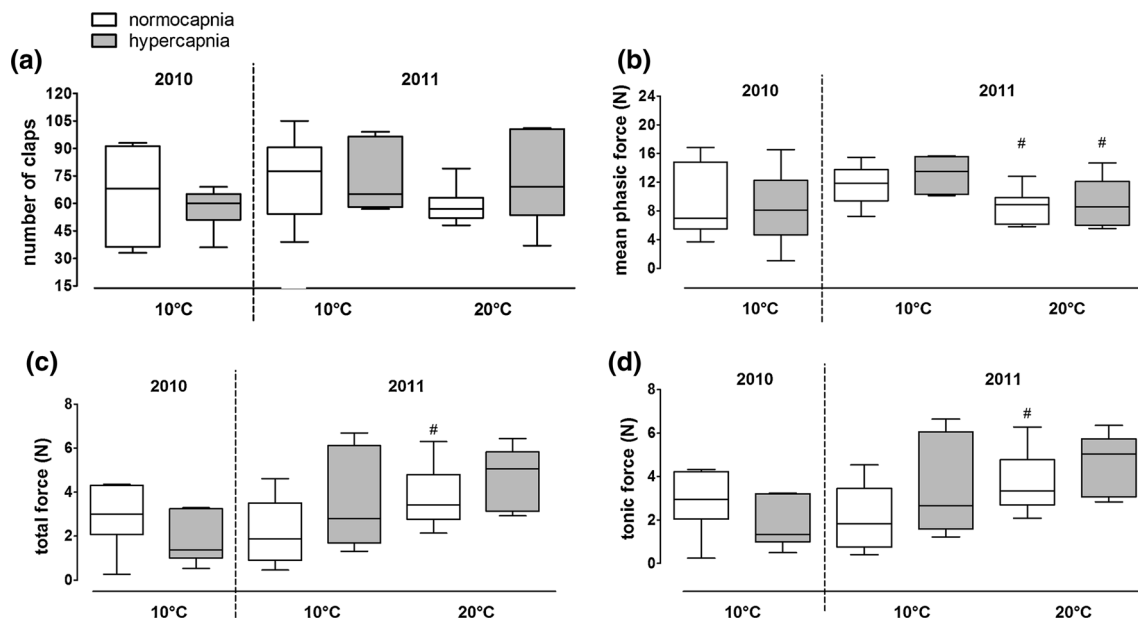 normocapnia
hypercapnia
(a)
2010
2011
number of claps
120
105
90
75
60
45
30
15
10°C
10°C
20°C
(b)
2010
2011
mean phasic force (N)
24
20
16
12
8
4
0
#
#
10°C
10°C
20°C
(c)
2010
2011
total force (N)
8
6
4
2
0
#
10°C
10°C
20°C
(d)
2010
2011
tonic force (N)
8
6
4
2
0
#
10°C
10°C
20°C